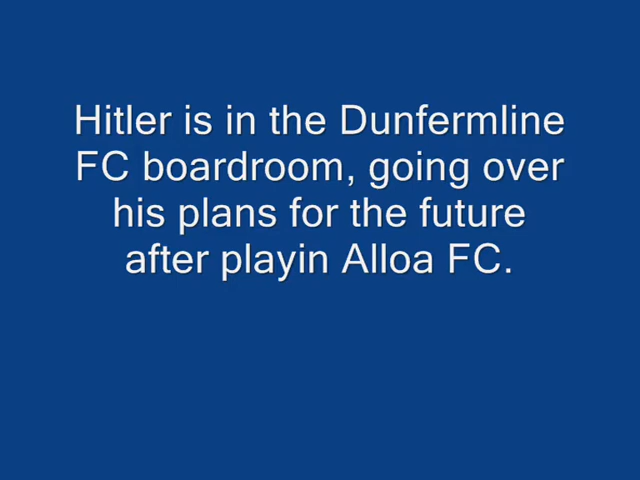 Hitler is in the Dunfermline
FC boardroom, going over
his plans for the future
after playin Alloa FC.